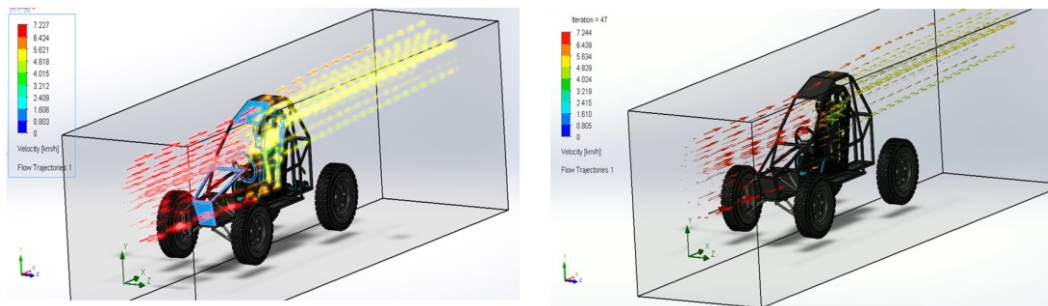 7.227
6.424
5.621
4.818
4.015
3.212
2.409
1.606
0.803
0
Velocity [km/h]
Flow Trajectories 1
Y
X
Z
Iteration = 47
7.244
6.439
5.634
4.829
4.024
3.219
2.415
1.610
0.805
0
Velocity [km/h]
Flow Trajectories 1
Y
X
Z